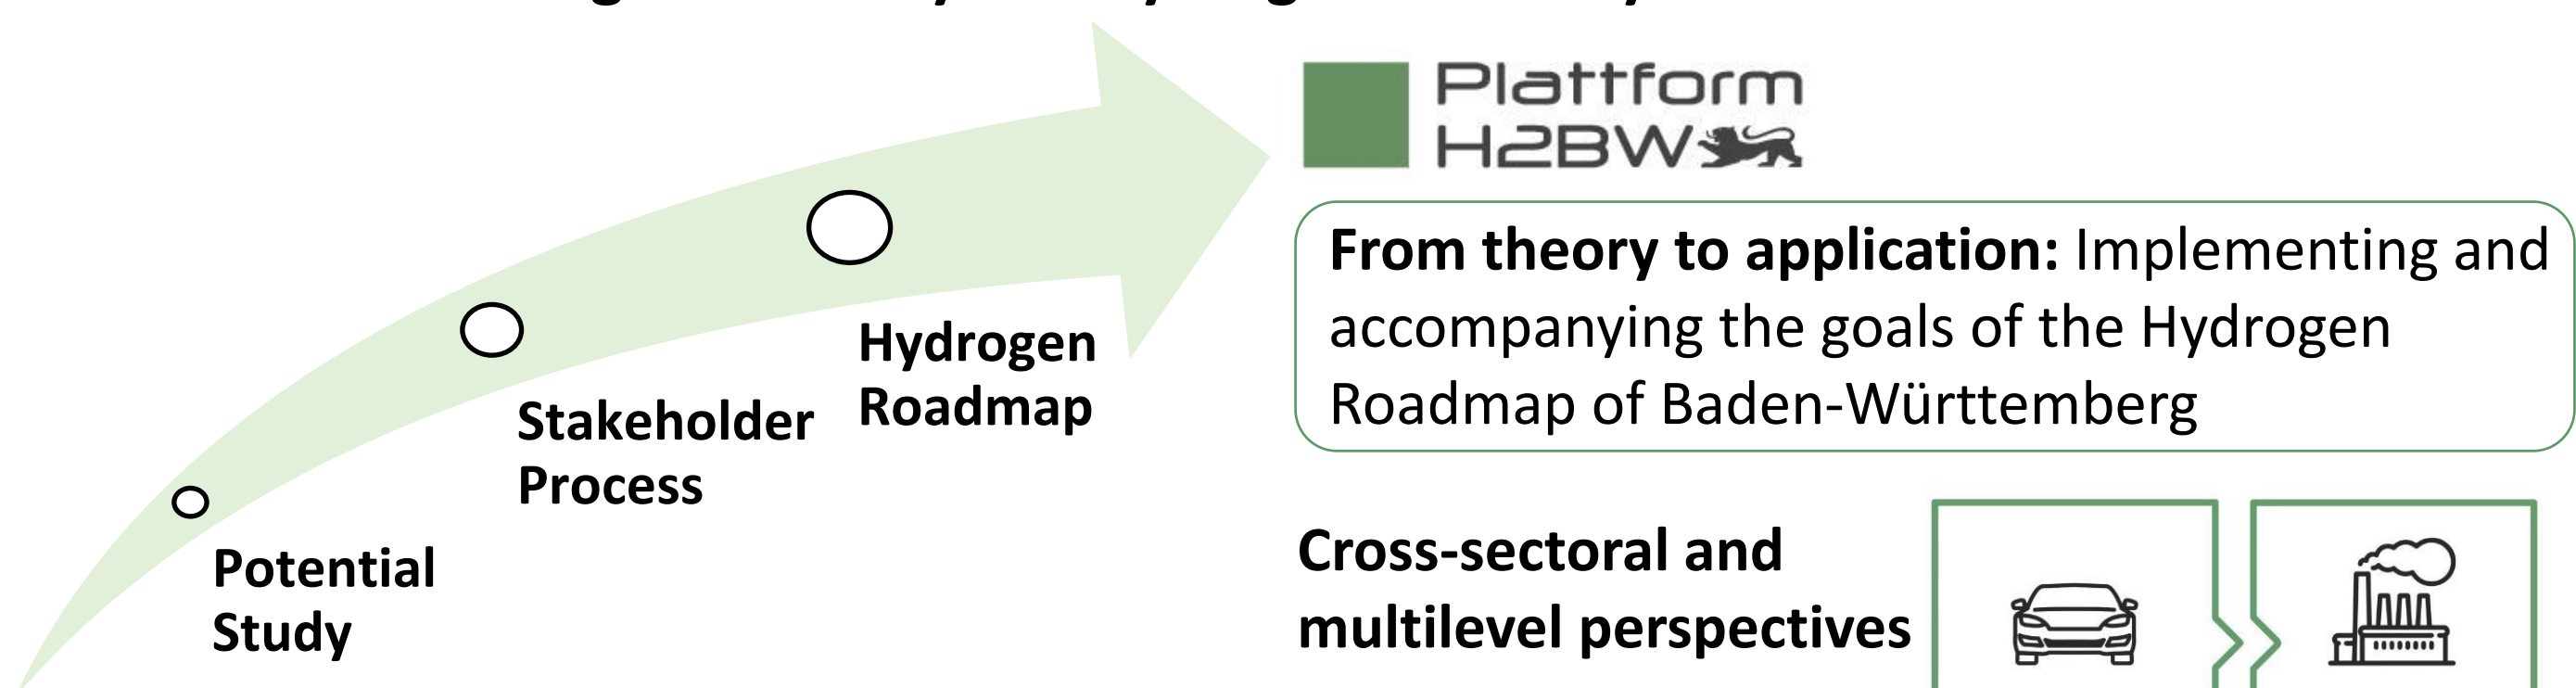 Plattform
H2BW
From theory to application: Implementing and
accompanying the goals of the Hydrogen
Roadmap of Baden-Württemberg
Hydrogen
Roadmap
Stakeholder
Process
Potential
Study
Cross-sectoral and
multilevel perspectives